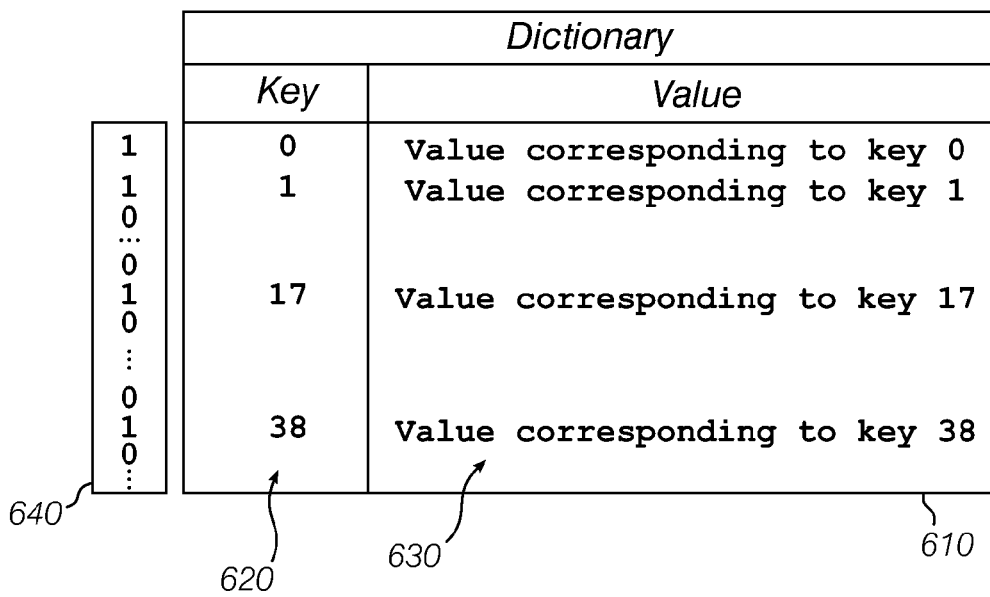 Dictionary
Key Value
1 0 Value corresponding to key 0
1 1 Value corresponding to key 1
0
...
0
1 17 Value corresponding to key 17
0
...
0
1 38 Value corresponding to key 38
0
...
640 620 630 610